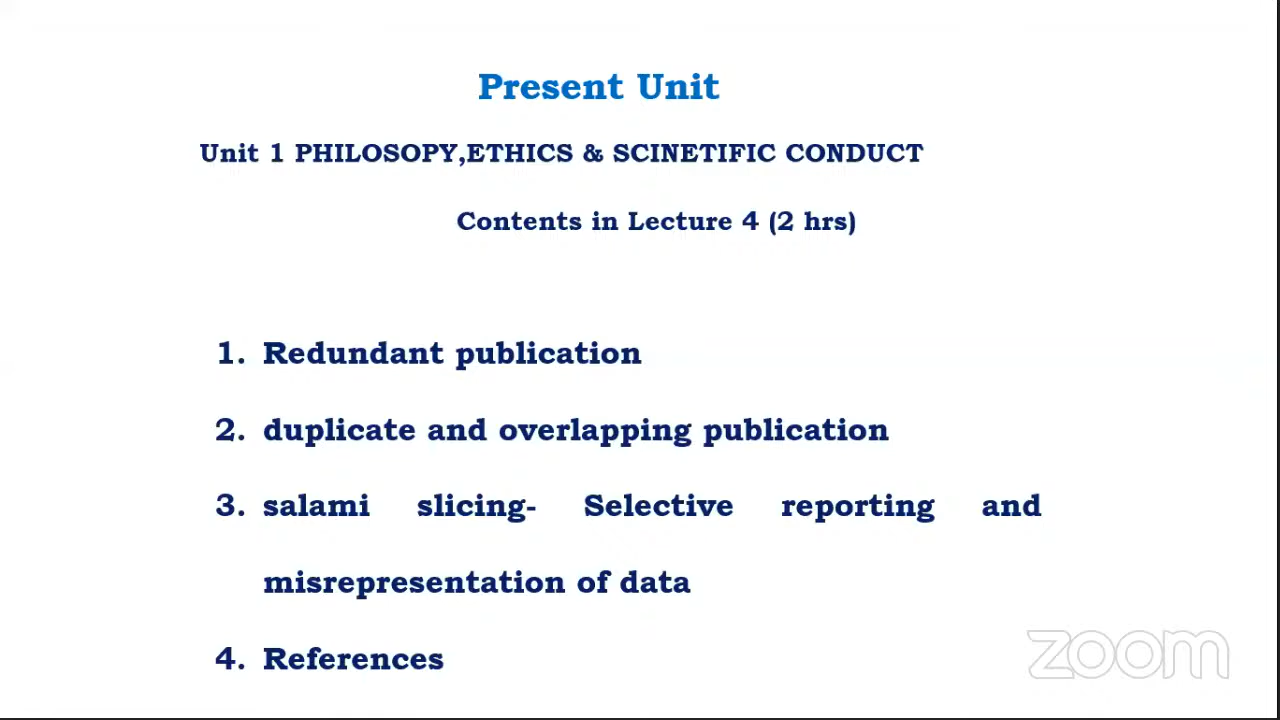 Present Unit
Unit 1 PHILOSOPY,ETHICS & SCINETIFIC CONDUCT
Contents in Lecture 4 (2 hrs)
1. Redundant publication
2. duplicate and overlapping publication
3. salami slicing- Selective reporting and
misrepresentation of data
4. References
zoom